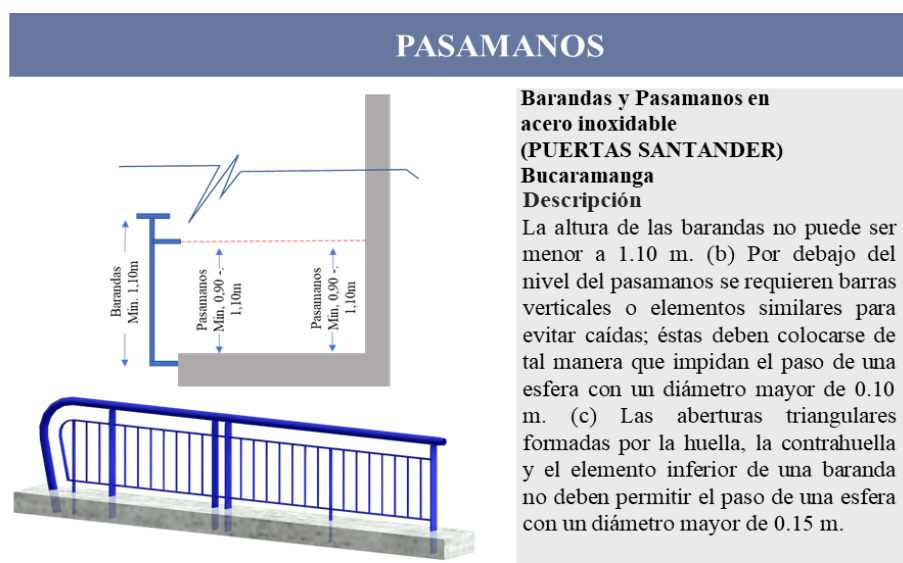 PASAMANOS
Barandas
Min. 1,10m
Pasamanos
Min, 0,90 -.
1,10m
Pasamanos
Min, 0,90 -.
1,10m
Barandas y Pasamanos en
acero inoxidable
(PUERTAS SANTANDER)
Bucaramanga
Descripción
La altura de las barandas no puede ser
menor a 1.10 m. (b) Por debajo del
nivel del pasamanos se requieren barras
verticales o elementos similares para
evitar caídas; éstas deben colocarse de
tal manera que impidan el paso de una
esfera con un diámetro mayor de 0.10
m. (c) Las aberturas triangulares
formadas por la huella, la contrahuella
y el elemento inferior de una baranda
no deben permitir el paso de una esfera
con un diámetro mayor de 0.15 m.